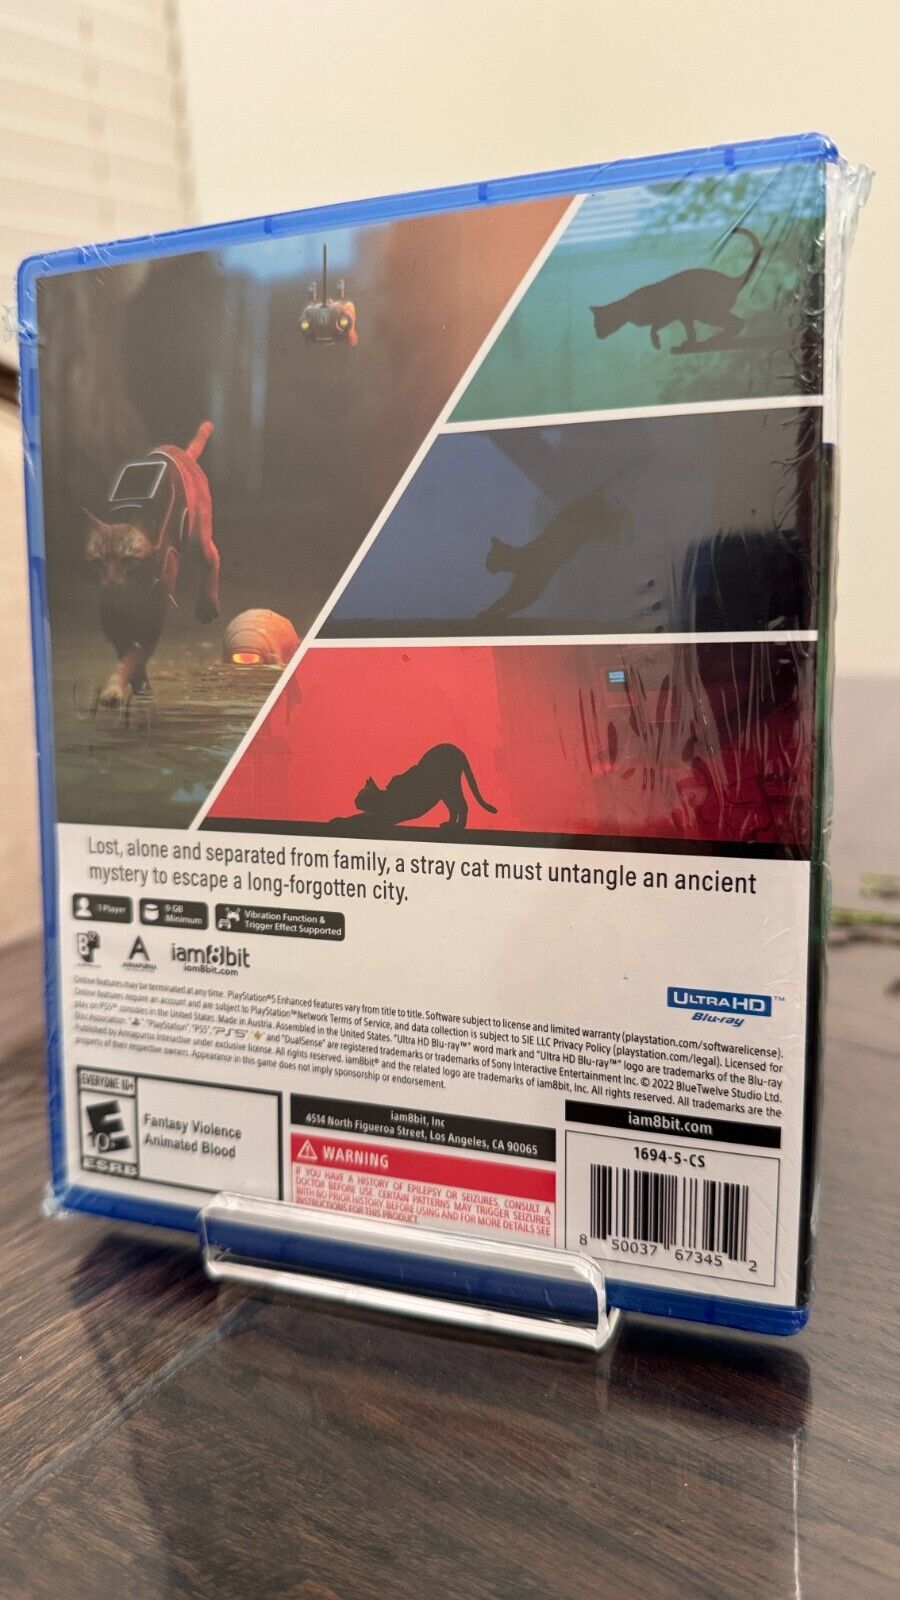 Lost, alone and separated from family, a stray cat must untangle an ancient
mystery to escape a long-forgotten city.
1 Player
9 GB
Minimum
Vibration Function &
Trigger Effect Supported
iam8bit
iam8bit.com
Online features may be terminated at any time. PlayStation®5 Enhanced features vary from title to title. Software subject to license and limited warranty (playstation.com/softwarelicense).
Online features require an account and are subject to PlayStation™Network Terms of Service, and data collection is subject to SIE LLC Privacy Policy (playstation.com/legal). Licensed for
play on PS5™ consoles in the United States. Made in Austria. Assembled in the United States. "Ultra HD Blu-ray™" word mark and "Ultra HD Blu-ray™" logo are trademarks of the Blu-ray
Disc Association. " ", "PlayStation", "PS5", "PS5", " " and "DualSense" are registered trademarks or trademarks of Sony Interactive Entertainment Inc. © 2022 BlueTwelve Studio Ltd.
Published by Annapurna Interactive under exclusive license. All rights reserved. iam8bit® and the related logo are trademarks of iam8bit, Inc. All rights reserved. All trademarks are the
property of their respective owners. Appearance in this game does not imply sponsorship or endorsement.
ULTRA HD™
Blu-ray
EVERYONE 10+
E
10+
ESRB
Fantasy Violence
Animated Blood
iam8bit, Inc
4514 North Figueroa Street, Los Angeles, CA 90065
WARNING
IF YOU HAVE A HISTORY OF EPILEPSY OR SEIZURES, CONSULT A
DOCTOR BEFORE USE. CERTAIN PATTERNS MAY TRIGGER SEIZURES
WITH NO PRIOR HISTORY. BEFORE USING AND FOR MORE DETAILS SEE
INSTRUCTIONS FOR THIS PRODUCT.
iam8bit.com
1694-5-CS
8 50037 67345 2